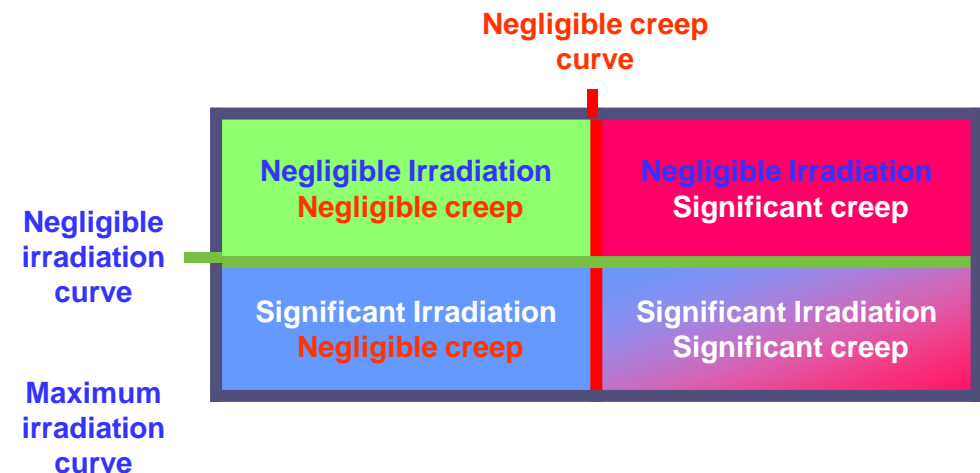 Negligible creep
curve
Negligible Irradiation
Negligible creep
Negligible Irradiation
Significant creep
Negligible
irradiation
curve
Significant Irradiation
Negligible creep
Significant Irradiation
Significant creep
Maximum
irradiation
curve